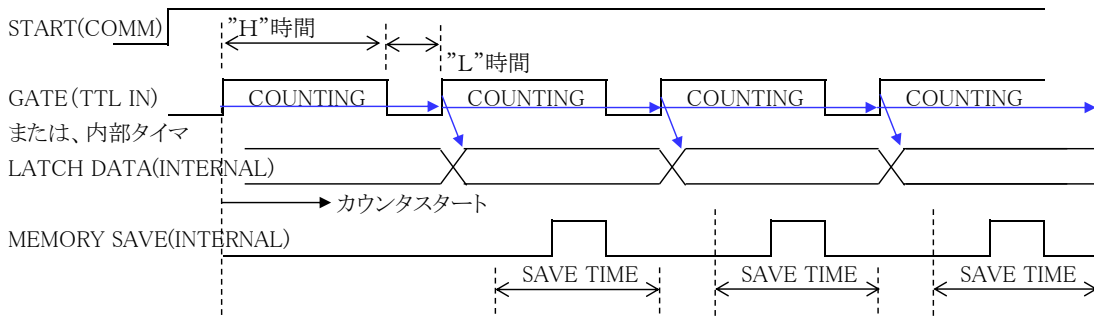 START(COMM)
”H”時間
”L”時間
GATE(TTL IN)
COUNTING COUNTING COUNTING COUNTING
または、内部タイマ
LATCH DATA(INTERNAL)
カウンタスタート
MEMORY SAVE(INTERNAL)
SAVE TIME SAVE TIME SAVE TIME